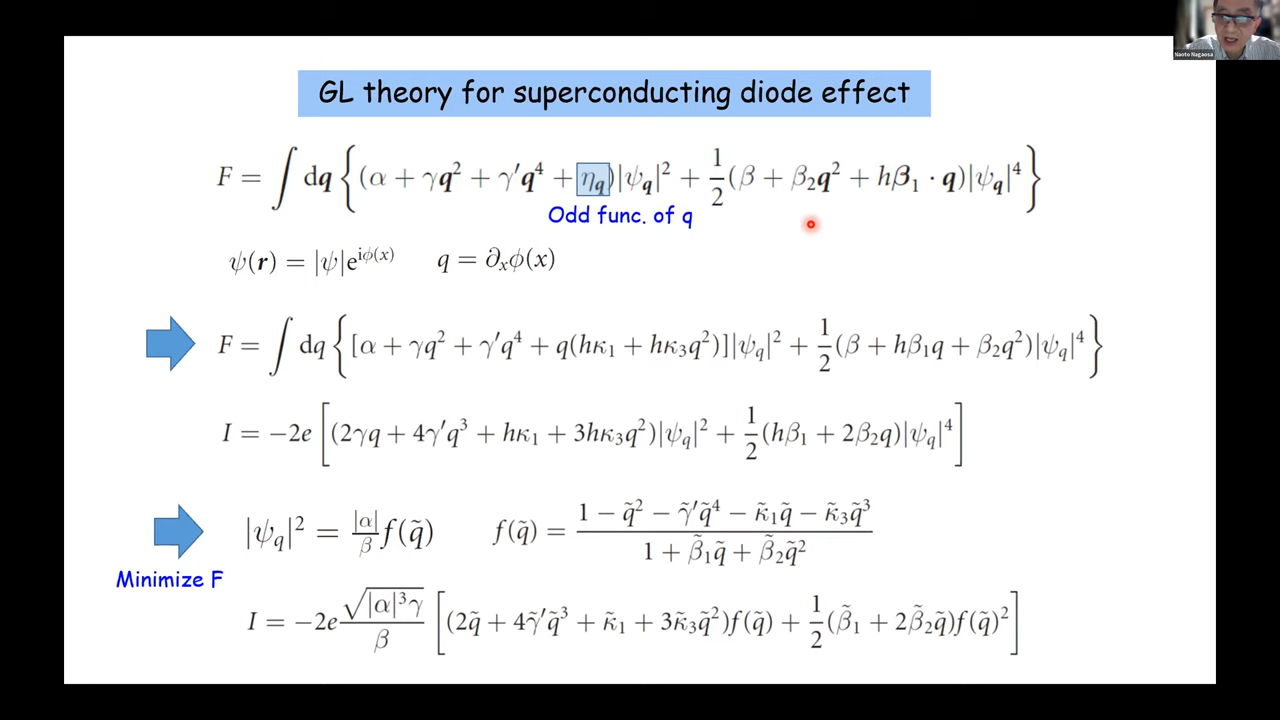 Naoto Nagaosa
GL theory for superconducting diode effect
F = ∫ d𝒒 { (α + γ𝒒² + γ′𝒒⁴ + η_𝒒)|ψ_𝒒|² + 1/2 (β + β₂𝒒² + h𝜷₁ · 𝒒)|ψ_𝒒|⁴ }
Odd func. of q
ψ(𝒓) = |ψ|e^{iϕ(x)} q = ∂ₓϕ(x)
F = ∫ dq { [α + γq² + γ′q⁴ + q(hκ₁ + hκ₃q²)]|ψ_q|² + 1/2 (β + hβ₁q + β₂q²)|ψ_q|⁴ }
I = −2e [ (2γq + 4γ′q³ + hκ₁ + 3hκ₃q²)|ψ_q|² + 1/2 (hβ₁ + 2β₂q)|ψ_q|⁴ ]
|ψ_q|² = |α|/β f(q̃) f(q̃) = (1 − q̃² − γ̃′q̃⁴ − κ̃₁q̃ − κ̃₃q̃³)/(1 + β̃₁q̃ + β̃₂q̃²)
Minimize F
I = −2e √(|α|³γ)/β [ (2q̃ + 4γ̃′q̃³ + κ̃₁ + 3κ̃₃q̃²)f(q̃) + 1/2 (β̃₁ + 2β̃₂q̃)f(q̃)² ]